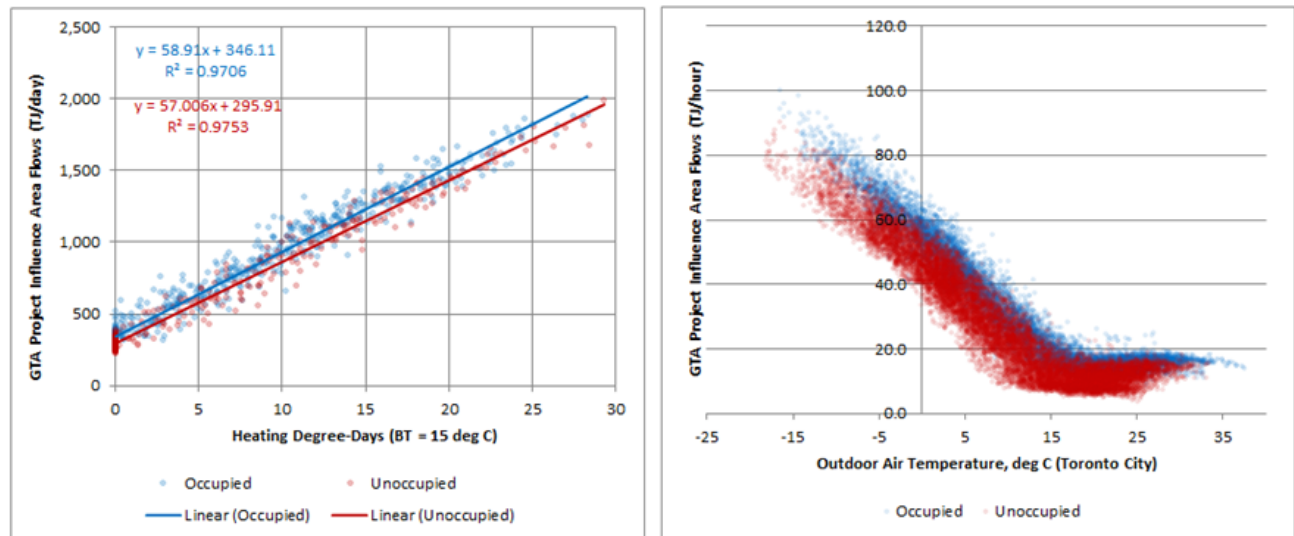 2,500
2,000
1,500
1,000
500
0
GTA Project Influence Area Flows (TJ/day)
y = 58.91x + 346.11
R² = 0.9706
y = 57.006x + 295.91
R² = 0.9753
0 5 10 15 20 25 30
Heating Degree-Days (BT = 15 deg C)
Occupied Unoccupied
Linear (Occupied) Linear (Unoccupied)
GTA Project Influence Area Flows (TJ/hour)
120.0
100.0
80.0
60.0
40.0
20.0
0.0
-25 -15 -5 5 15 25 35
Outdoor Air Temperature, deg C (Toronto City)
Occupied Unoccupied